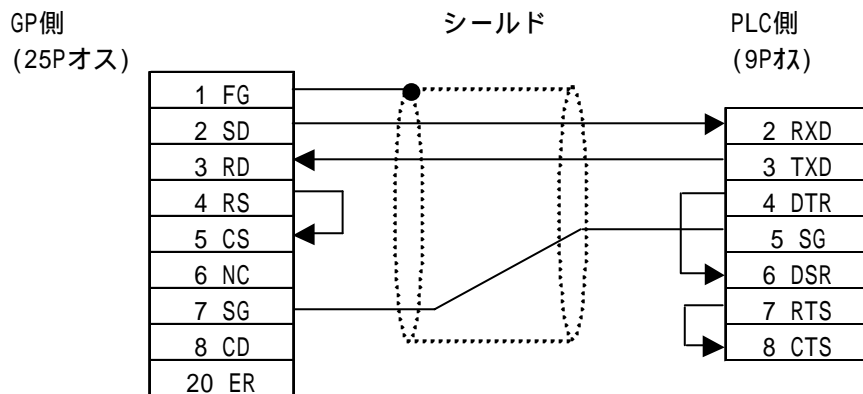 GP側
(25Pオス)
シールド
PLC側
(9Pｵｽ)
1 FG
2 SD
3 RD
4 RS
5 CS
6 NC
7 SG
8 CD
20 ER
2 RXD
3 TXD
4 DTR
5 SG
6 DSR
7 RTS
8 CTS